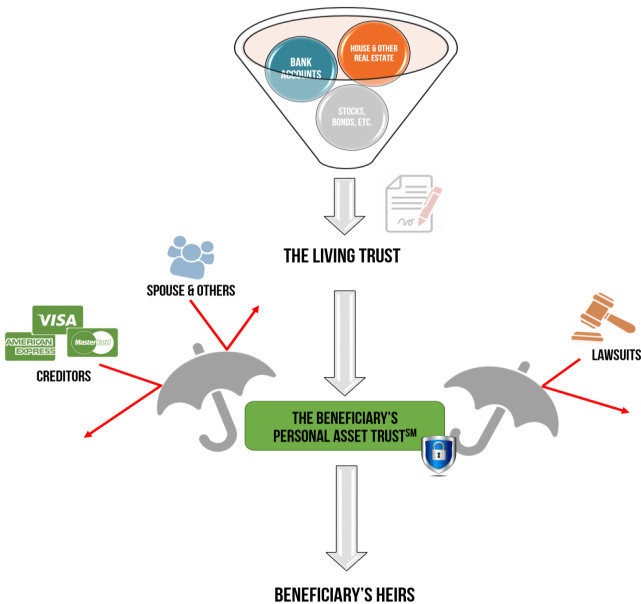 BANK
ACCOUNTS
HOUSE & OTHER
REAL ESTATE
STOCKS,
BONDS, ETC.
THE LIVING TRUST
SPOUSE & OTHERS
VISA
AMERICAN
EXPRESS
MasterCard
CREDITORS
LAWSUITS
THE BENEFICIARY'S
PERSONAL ASSET TRUST℠
BENEFICIARY'S HEIRS